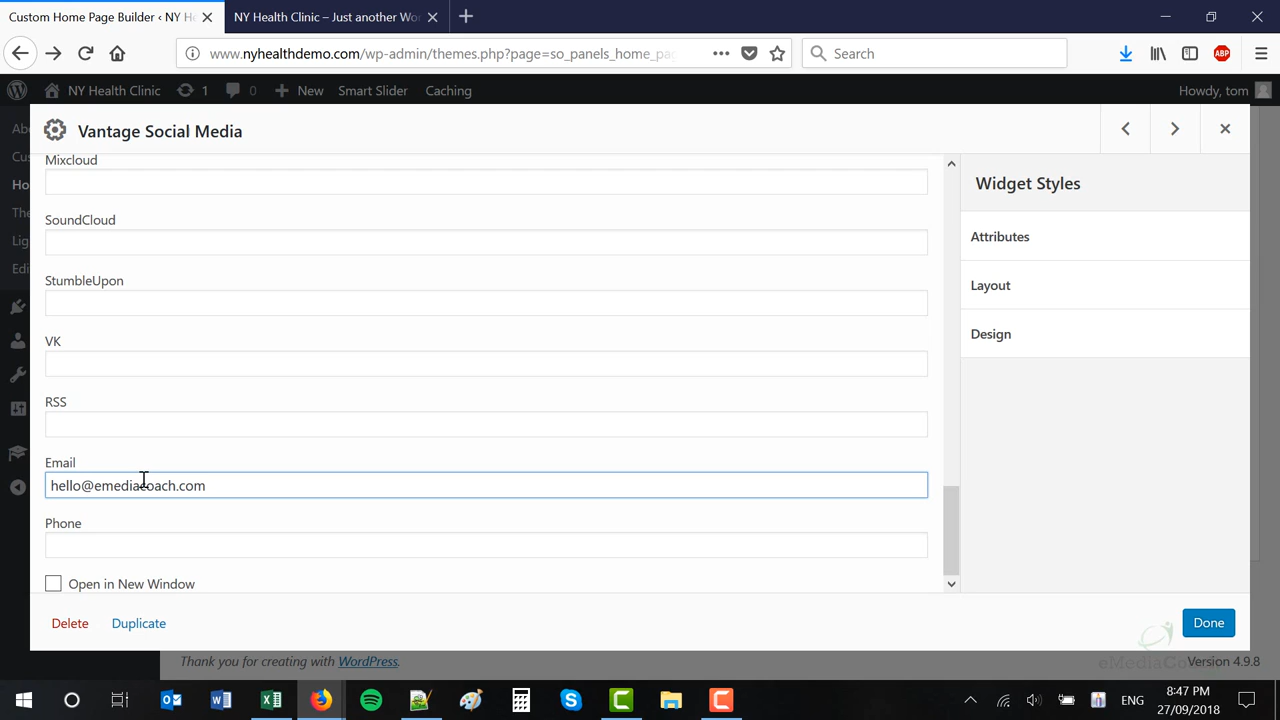 Custom Home Page Builder ‹ NY H
NY Health Clinic – Just another Wo
www.nyhealthdemo.com/wp-admin/themes.php?page=so_panels_home_pa
Search
ABP
NY Health Clinic
1
0
New
Smart Slider
Caching
Howdy, tom
Vantage Social Media
Mixcloud
SoundCloud
StumbleUpon
VK
RSS
Email
hello@emediacoach.com
Phone
Open in New Window
Widget Styles
Attributes
Layout
Design
Delete
Duplicate
Done
Thank you for creating with WordPress.
Version 4.9.8
ENG
8:47 PM
27/09/2018